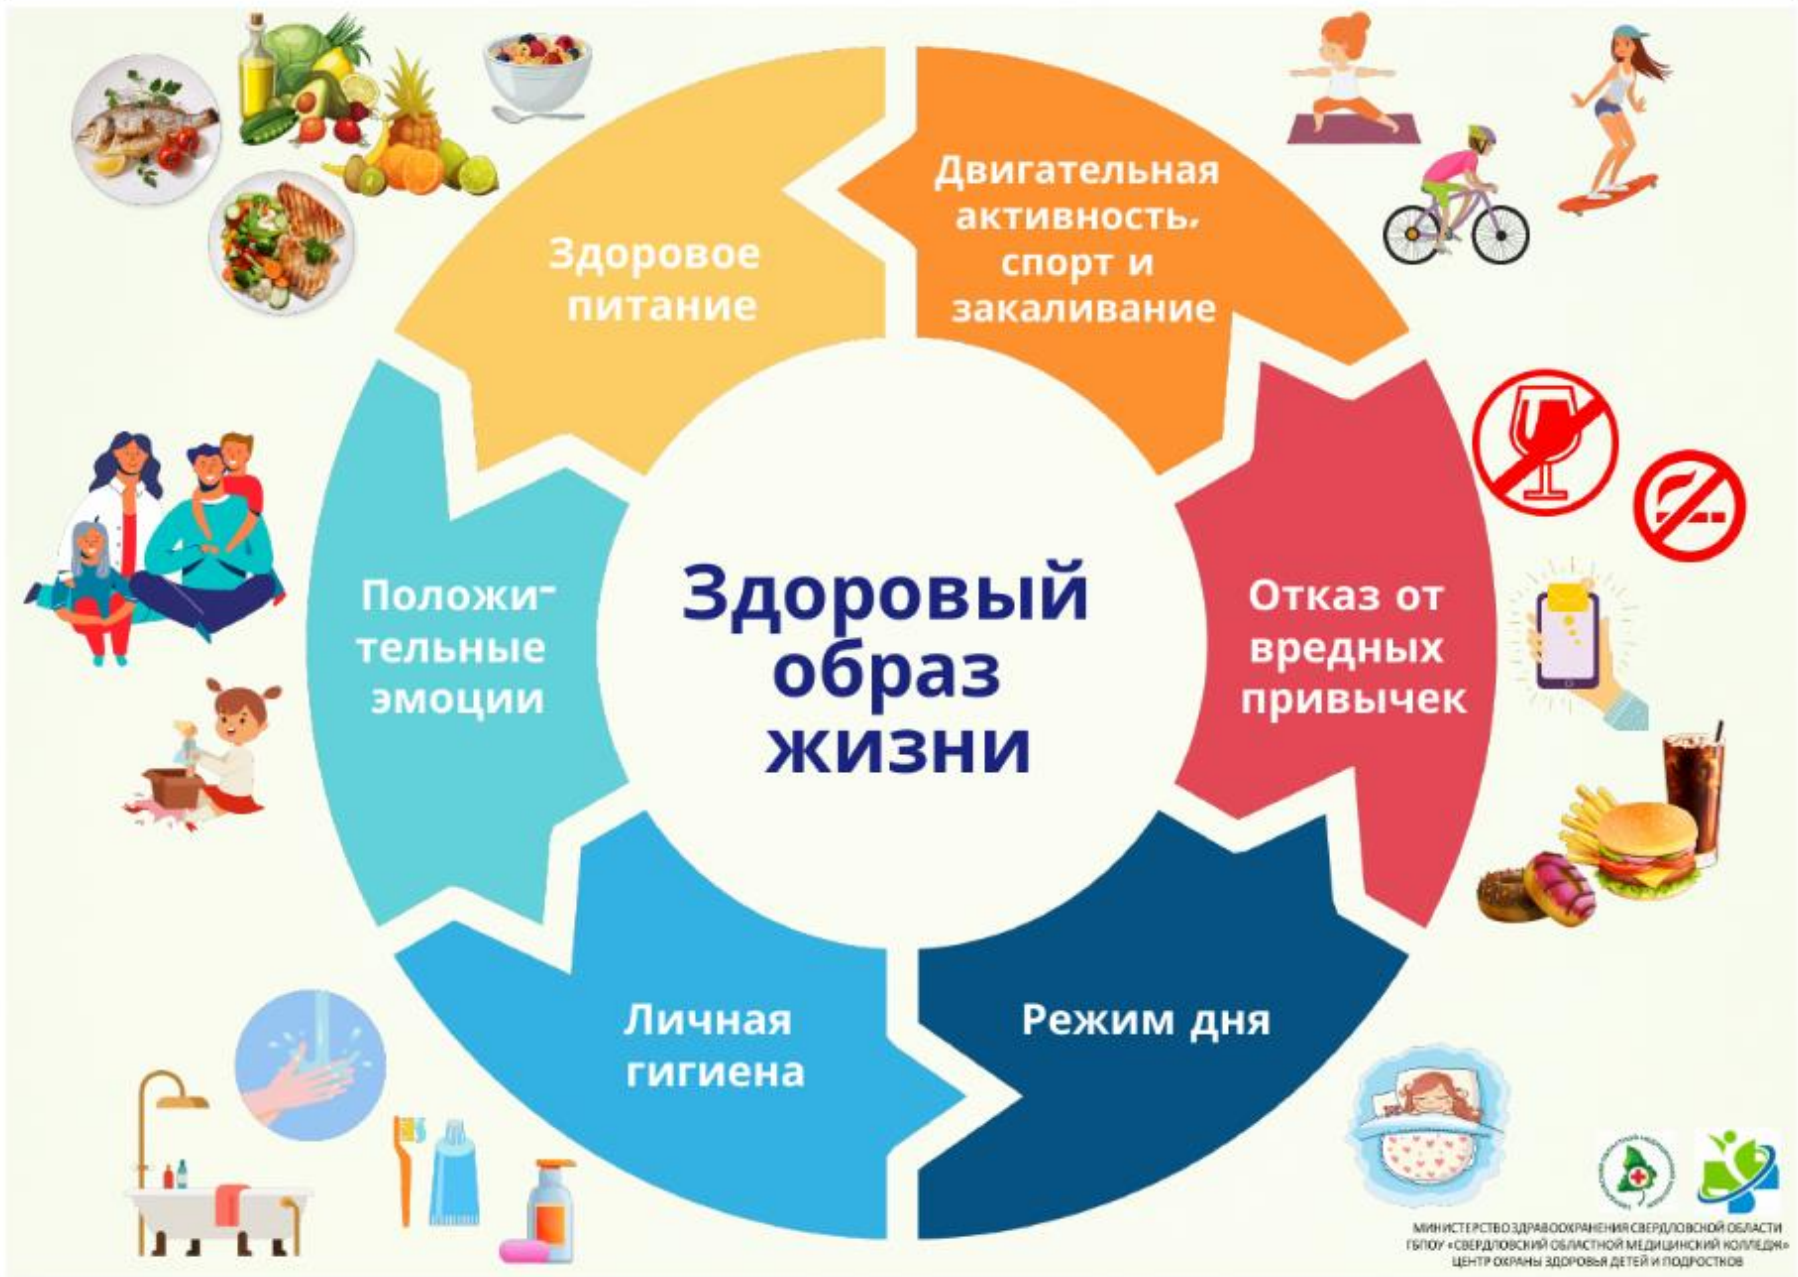 Здоровое
питание
Двигательная
активность,
спорт и
закаливание
Отказ от
вредных
привычек
Режим дня
Личная
гигиена
Положи-
тельные
эмоции
Здоровый
образ
жизни
МИНИСТЕРСТВО ЗДРАВООХРАНЕНИЯ СВЕРДЛОВСКОЙ ОБЛАСТИ
ГБПОУ «СВЕРДЛОВСКИЙ ОБЛАСТНОЙ МЕДИЦИНСКИЙ КОЛЛЕДЖ»
ЦЕНТР ОХРАНЫ ЗДОРОВЬЯ ДЕТЕЙ И ПОДРОСТКОВ